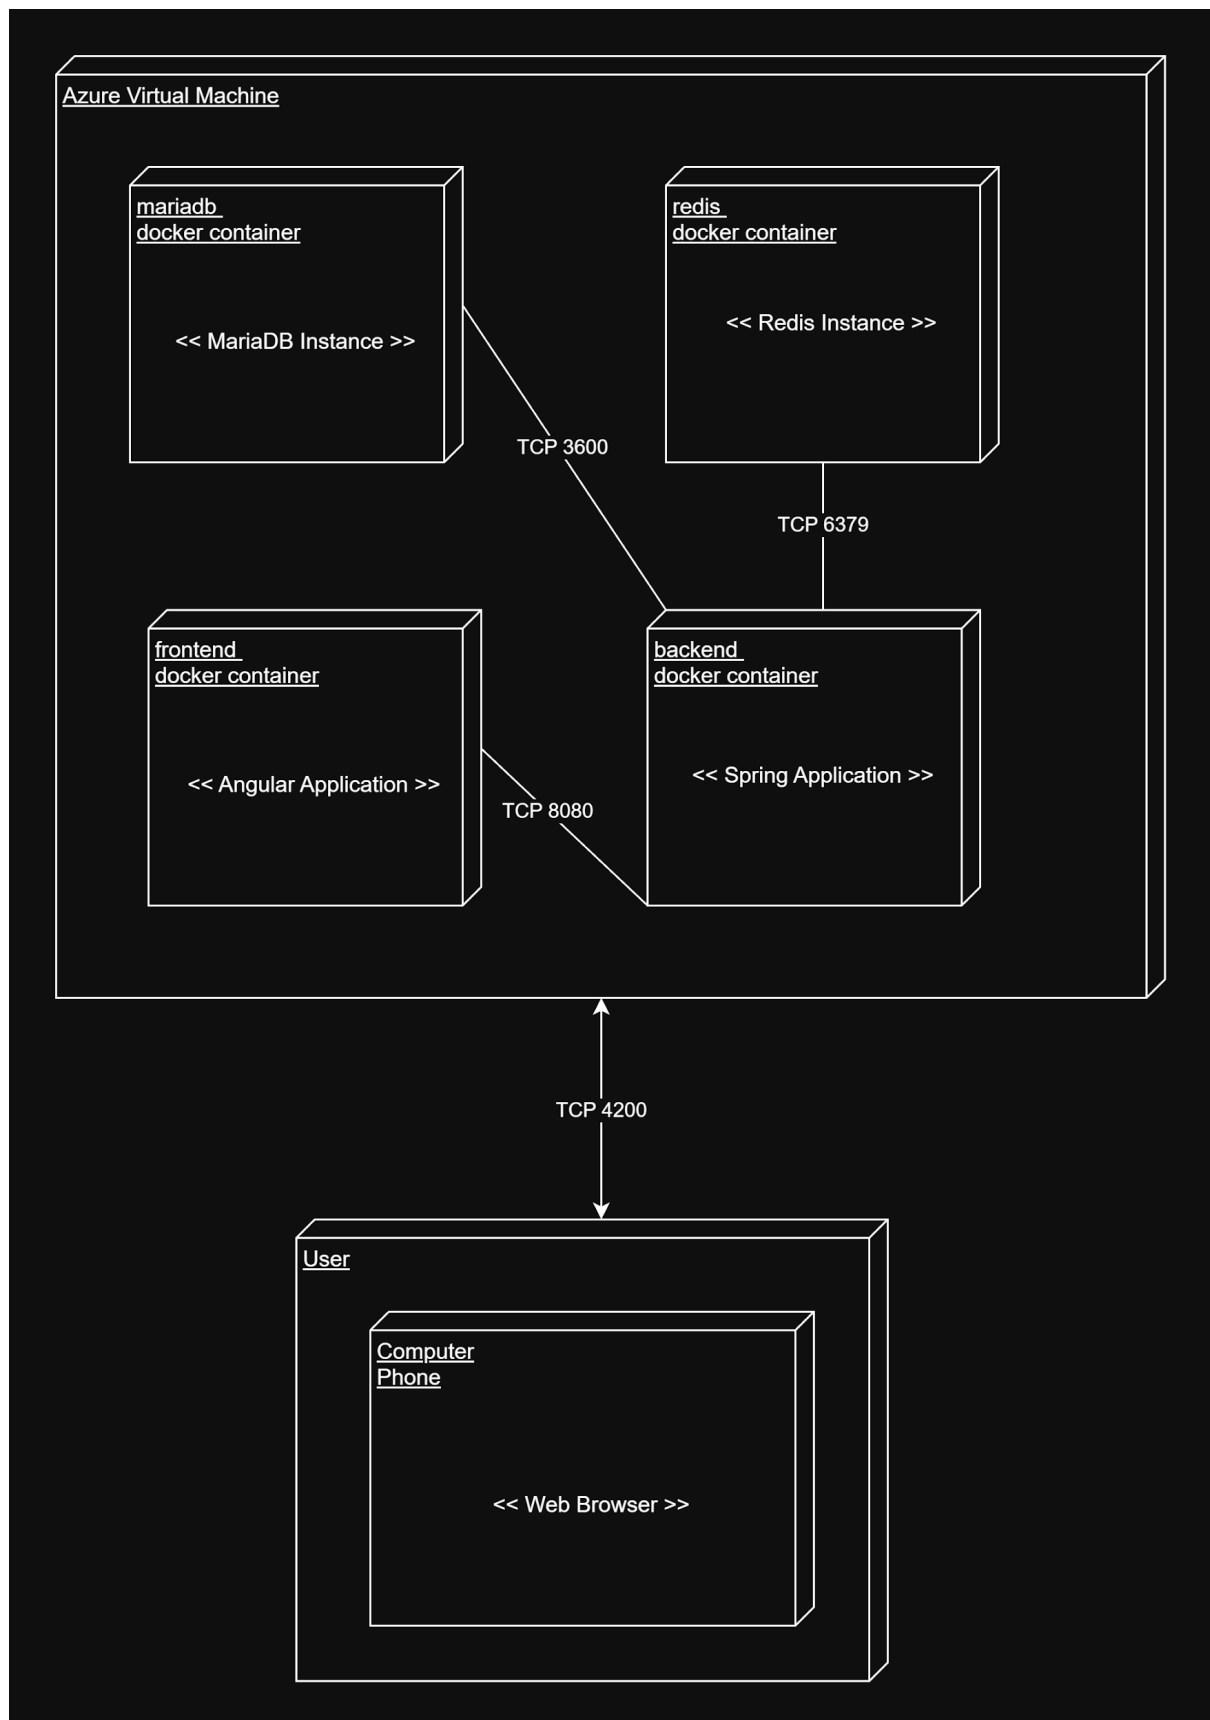 Azure Virtual Machine
mariadb
docker container
<< MariaDB Instance >>
redis
docker container
<< Redis Instance >>
TCP 3600
TCP 6379
frontend
docker container
<< Angular Application >>
backend
docker container
<< Spring Application >>
TCP 8080
TCP 4200
User
Computer
Phone
<< Web Browser >>